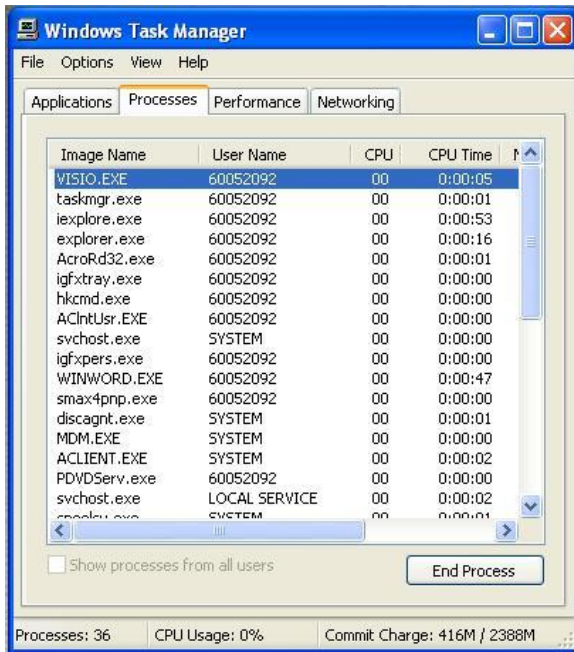 Windows Task Manager
File Options View Help
Applications Processes Performance Networking
Image Name User Name CPU CPU Time
VISIO.EXE 60052092 00 0:00:05
taskmgr.exe 60052092 00 0:00:01
iexplore.exe 60052092 00 0:00:53
explorer.exe 60052092 00 0:00:16
AcroRd32.exe 60052092 00 0:00:01
igfxtray.exe 60052092 00 0:00:00
hkcmd.exe 60052092 00 0:00:00
AClntUsr.EXE 60052092 00 0:00:00
svchost.exe SYSTEM 00 0:00:00
igfxpers.exe 60052092 00 0:00:00
WINWORD.EXE 60052092 00 0:00:47
smax4pnp.exe 60052092 00 0:00:00
discagnt.exe SYSTEM 00 0:00:01
MDM.EXE SYSTEM 00 0:00:00
ACLIENT.EXE SYSTEM 00 0:00:02
PDVDServ.exe 60052092 00 0:00:00
svchost.exe LOCAL SERVICE 00 0:00:02
spoolsv.exe SYSTEM 00 0:00:01
Show processes from all users
End Process
Processes: 36 CPU Usage: 0% Commit Charge: 416M / 2388M